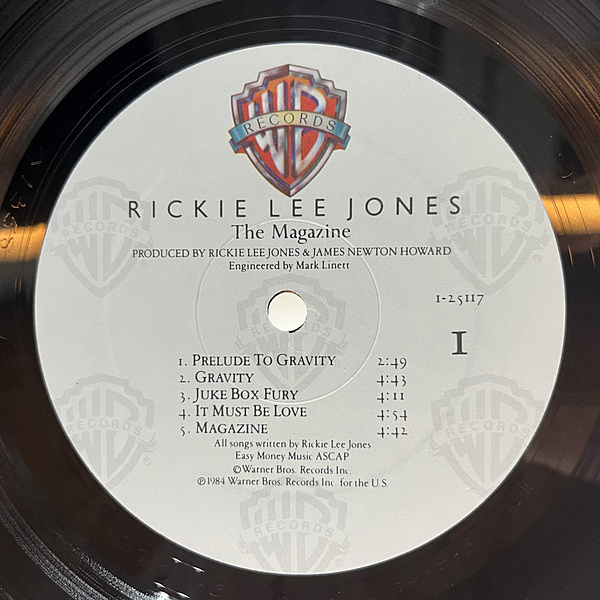 WB
RECORDS
RICKIE LEE JONES
The Magazine
PRODUCED BY RICKIE LEE JONES & JAMES NEWTON HOWARD
Engineered by Mark Linett
1-25117
I
1. PRELUDE TO GRAVITY 2:49
2. GRAVITY 4:43
3. JUKE BOX FURY 4:11
4. IT MUST BE LOVE 4:54
5. MAGAZINE 4:42
All songs written by Rickie Lee Jones
Easy Money Music ASCAP
©Warner Bros. Records Inc.
℗1984 Warner Bros. Records Inc. for the U.S.